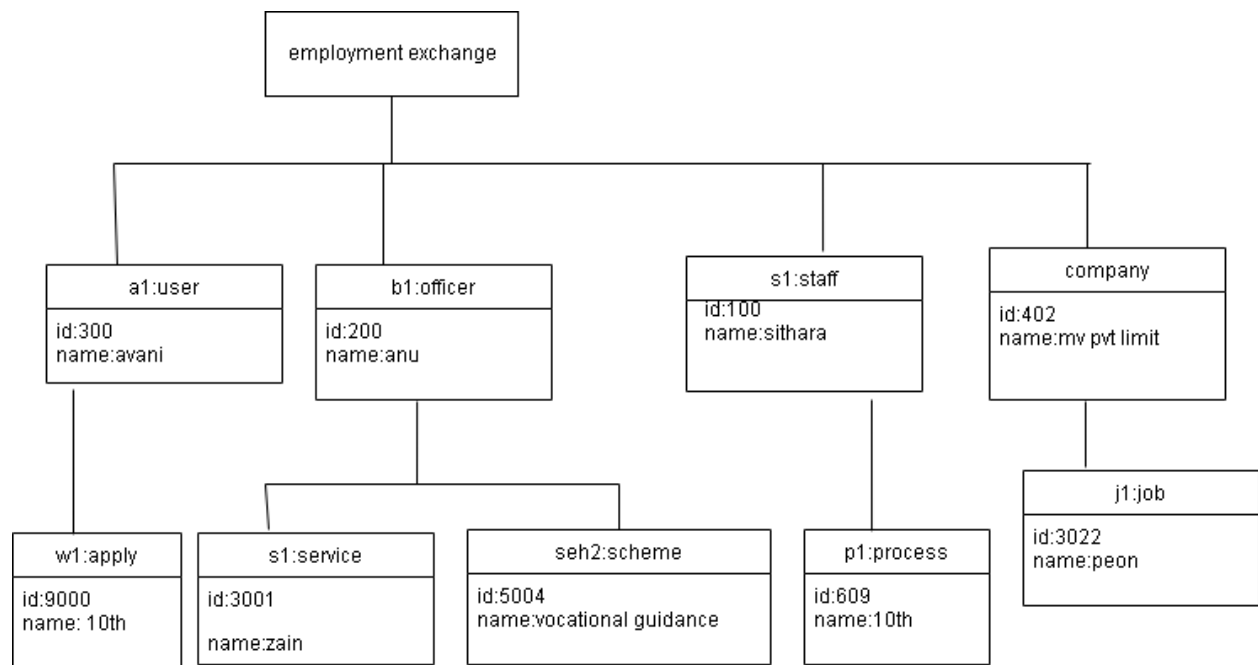 employment exchange
a1:user
id:300
name:avani
b1:officer
id:200
name:anu
s1:staff
id:100
name:sithara
company
id:402
name:mv pvt limit
w1:apply
id:9000
name: 10th
s1:service
id:3001
name:zain
seh2:scheme
id:5004
name:vocational guidance
p1:process
id:609
name:10th
j1:job
id:3022
name:peon